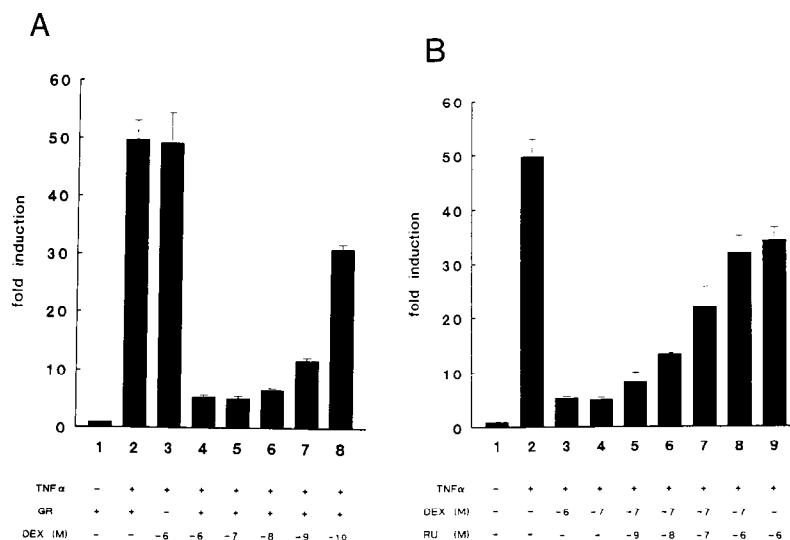 A
60
50
40
30
20
10
0
fold induction
1 2 3 4 5 6 7 8
TNFα - + + + + + + +
GR + + - + + + + +
DEX (M) - - -6 -6 -7 -8 -9 -10
B
60
50
40
30
20
10
0
fold induction
1 2 3 4 5 6 7 8 9
TNFα - + + + + + + + +
DEX (M) - - -6 -7 -7 -7 -7 -7 -
RU (M) - - - - -9 -8 -7 -6 -6